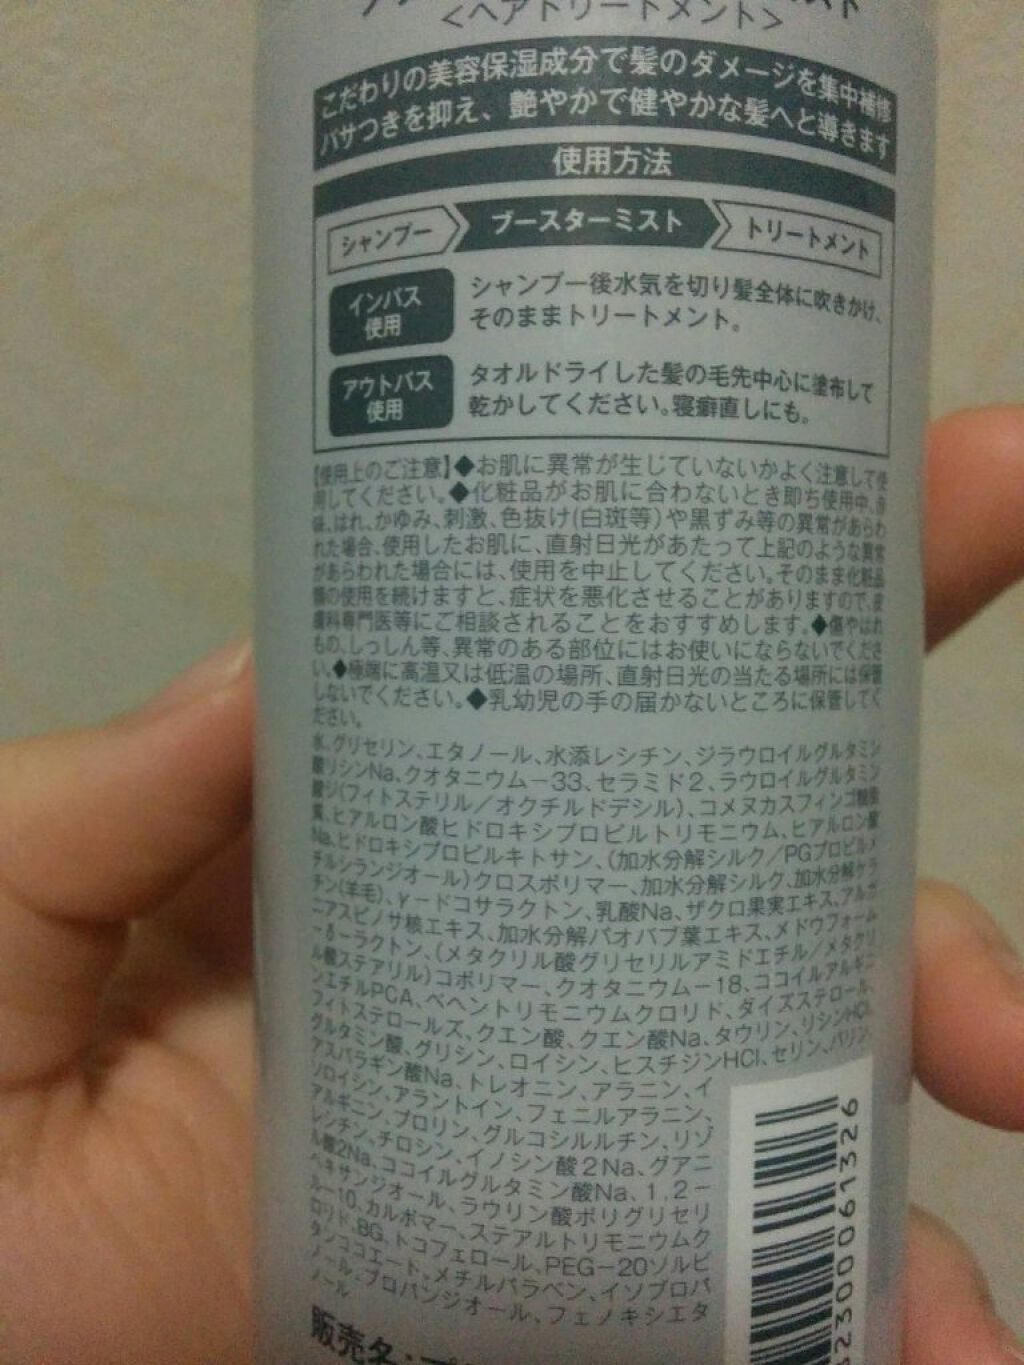 <ヘアトリートメント>
こだわりの美容保湿成分で髪のダメージを集中補修
パサつきを抑え、艶やかで健やかな髪へと導きます
使用方法
シャンプー
ブースターミスト
トリートメント
インバス
使用
シャンプー後水気を切り髪全体に吹きかけ、
そのままトリートメント。
アウトバス
使用
タオルドライした髪の毛先中心に塗布して
乾かしてください。寝癖直しにも。
【使用上のご注意】◆お肌に異常が生じていないかよく注意して使
用してください。◆化粧品がお肌に合わないとき即ち使用中、赤
味、はれ、かゆみ、刺激、色抜け(白斑等)や黒ずみ等の異常があらわ
れた場合、使用したお肌に、直射日光があたって上記のような異常
があらわれた場合には、使用を中止してください。そのまま化粧品
類の使用を続けますと、症状を悪化させることがありますので、皮
膚科専門医等にご相談されることをおすすめします。◆傷やはれ
もの、しっしん等、異常のある部位にはお使いにならないでくださ
い。◆極端に高温又は低温の場所、直射日光の当たる場所には保管
しないでください。◆乳幼児の手の届かないところに保管してく
ださい。
水、グリセリン、エタノール、水添レシチン、ジラウロイルグルタミン
酸リシンNa、クオタニウム－33、セラミド2、ラウロイルグルタミン
酸ジ(フィトステリル／オクチルドデシル)、コメヌカスフィンゴ糖脂
質、ヒアルロン酸ヒドロキシプロピルトリモニウム、ヒアルロン酸
Na、ヒドロキシプロピルキトサン、(加水分解シルク／PGプロピルメ
チルシランジオール)クロスポリマー、加水分解シルク、加水分解ケラ
チン(羊毛)、γ－ドコサラクトン、乳酸Na、ザクロ果実エキス、アルガ
ニアスピノサ核エキス、加水分解バオバブ葉エキス、メドウフォーム
－δ－ラクトン、(メタクリル酸グリセリルアミドエチル／メタクリ
ル酸ステアリル)コポリマー、クオタニウム－18、ココイルアルギニ
ンエチルPCA、ベヘントリモニウムクロリド、ダイズステロール、
フィトステロールズ、クエン酸、クエン酸Na、タウリン、リシンHCl、
グルタミン酸、グリシン、ロイシン、ヒスチジンHCl、セリン、バリン、
アスパラギン酸Na、トレオニン、アラニン、イ
ソロイシン、アラントイン、フェニルアラニン、
アルギニン、プロリン、グルコシルルチン、リゾ
レシチン、チロシン、イノシン酸2Na、グアニ
ル酸2Na、ココイルグルタミン酸Na、1,2－
ヘキサンジオール、ラウリン酸ポリグリセリ
ル－10、カルボマー、ステアルトリモニウムク
ロリド、BG、トコフェロール、PEG－20ソルビ
タンココエート、メチルパラベン、イソプロパ
ノール、プロパンジオール、フェノキシエタ
ノール
販売名:
2300061326